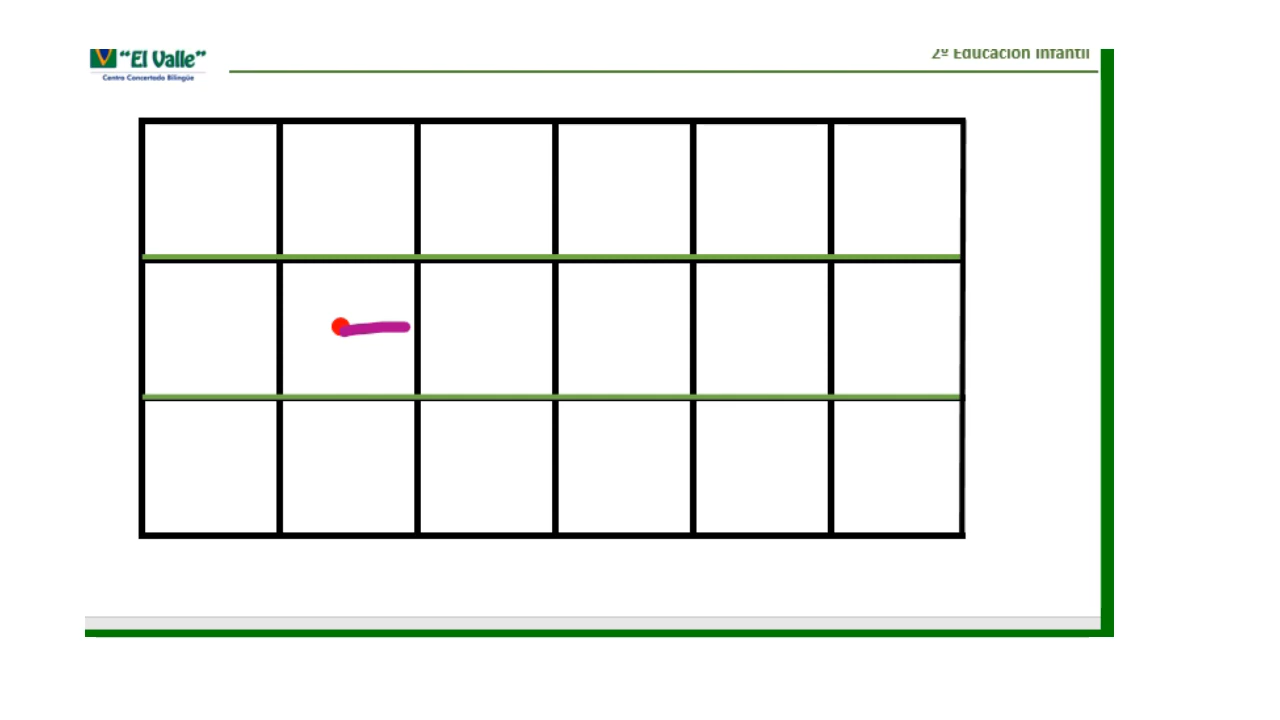 “El Valle”
2º Educación Infantil
Centro Concertado Bilingüe